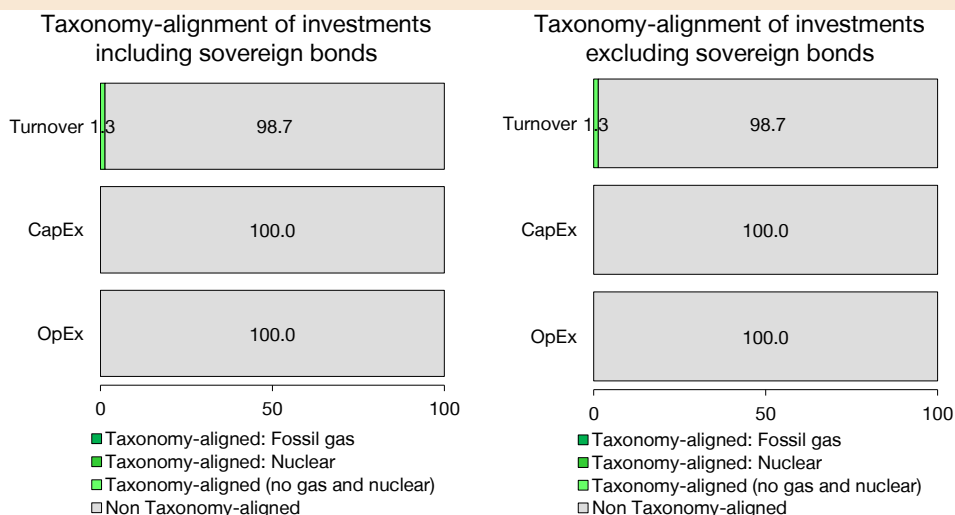 Taxonomy-alignment of investments
including sovereign bonds
Turnover 1.3 98.7
CapEx 100.0
OpEx 100.0
0 50 100
Taxonomy-aligned: Fossil gas
Taxonomy-aligned: Nuclear
Taxonomy-aligned (no gas and nuclear)
Non Taxonomy-aligned
Taxonomy-alignment of investments
excluding sovereign bonds
Turnover 1.3 98.7
CapEx 100.0
OpEx 100.0
0 50 100
Taxonomy-aligned: Fossil gas
Taxonomy-aligned: Nuclear
Taxonomy-aligned (no gas and nuclear)
Non Taxonomy-aligned